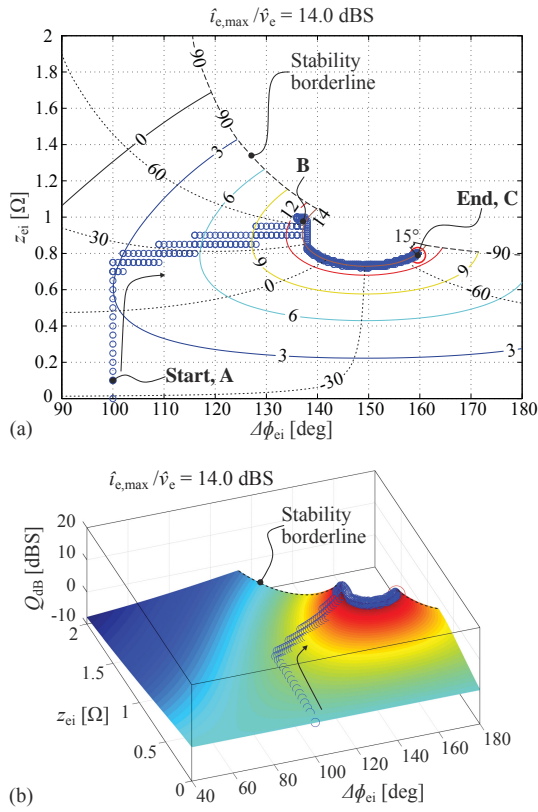 î_e,max / v̂_e = 14.0 dBS
2
1.8
1.6
1.4
1.2
1
0.8
0.6
0.4
0.2
0
z_ei [Ω]
90
-90
Stability
borderline
0
3
60
90
B
6
12
14
End, C
30
15°
-90
9
9
0
-60
6
6
3
3
-30
Start, A
90 100 110 120 130 140 150 160 170 180
(a) Δϕ_ei [deg]
î_e,max / v̂_e = 14.0 dBS
Stability
borderline
20
10
0
-10
Q_dB [dBS]
2
1.5
1
0.5
0
z_ei [Ω]
40 60 80 100 120 140 160 180
(b) Δϕ_ei [deg]